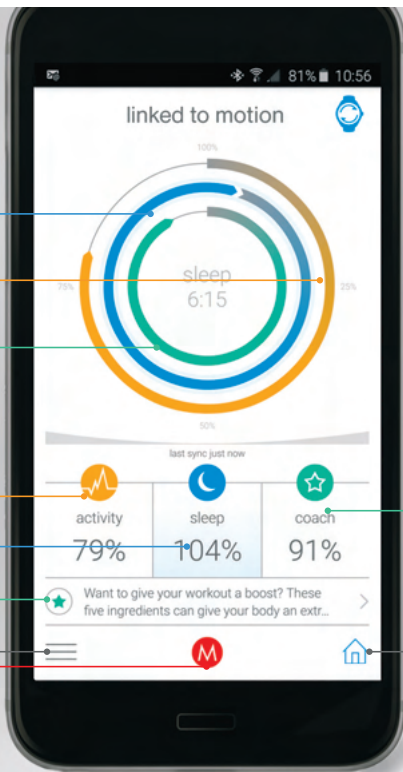 81% 10:56
linked to motion
100%
sleep
6:15
75%
25%
50%
last sync just now
activity
sleep
coach
79%
104%
91%
Want to give your workout a boost? These
five ingredients can give your body an extr...
M